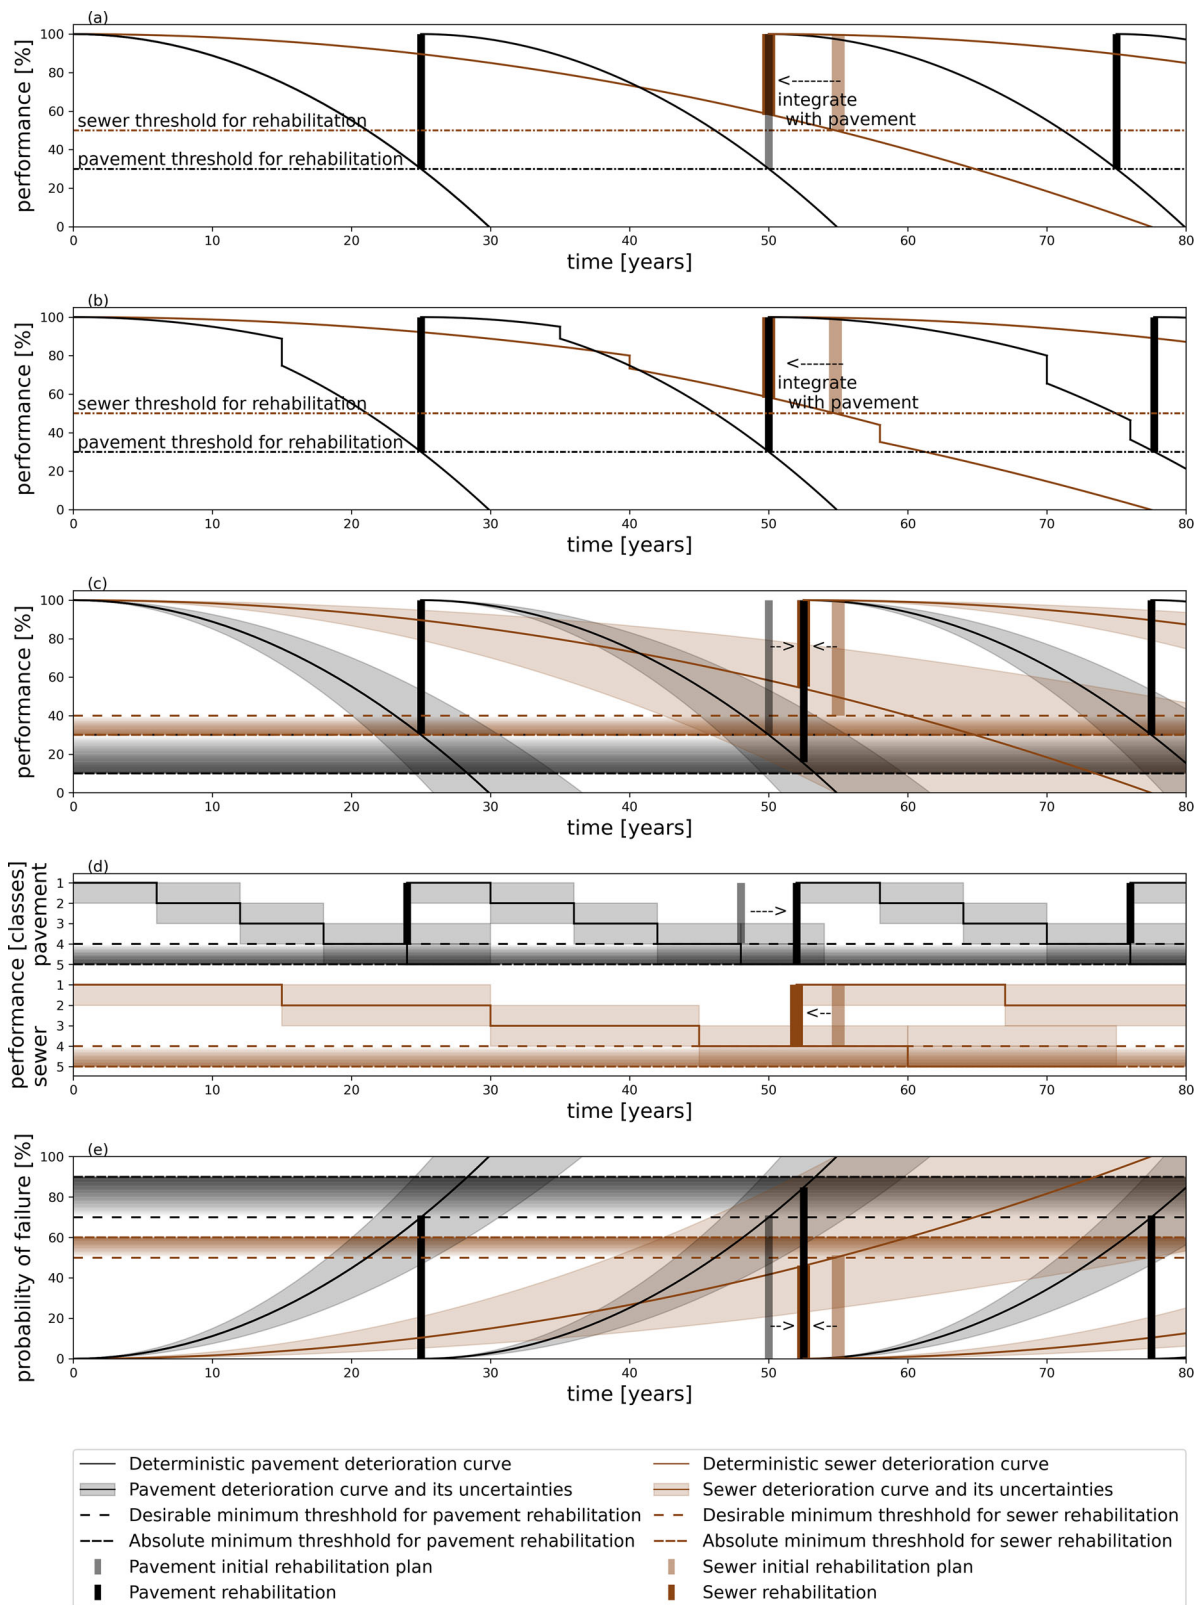 (a)
performance [%]
100
80
60
40
20
0
sewer threshold for rehabilitation
pavement threshold for rehabilitation
<--------
integrate
with pavement
0 10 20 30 40 50 60 70 80
time [years]
(b)
performance [%]
100
80
60
40
20
0
sewer threshold for rehabilitation
pavement threshold for rehabilitation
<--------
integrate
with pavement
0 10 20 30 40 50 60 70 80
time [years]
(c)
performance [%]
100
80
60
40
20
0
--> <--
0 10 20 30 40 50 60 70 80
time [years]
(d)
performance [classes]
sewer pavement
1
2
3
4
5
1
2
3
4
5
---->
<--
0 10 20 30 40 50 60 70 80
time [years]
(e)
probability of failure [%]
100
80
60
40
20
0
--> <--
0 10 20 30 40 50 60 70 80
time [years]
Deterministic pavement deterioration curve
Pavement deterioration curve and its uncertainties
Desirable minimum threshhold for pavement rehabilitation
Absolute minimum threshhold for pavement rehabilitation
Pavement initial rehabilitation plan
Pavement rehabilitation
Deterministic sewer deterioration curve
Sewer deterioration curve and its uncertainties
Desirable minimum threshold for sewer rehabilitation
Absolute minimum threshold for sewer rehabilitation
Sewer initial rehabilitation plan
Sewer rehabilitation